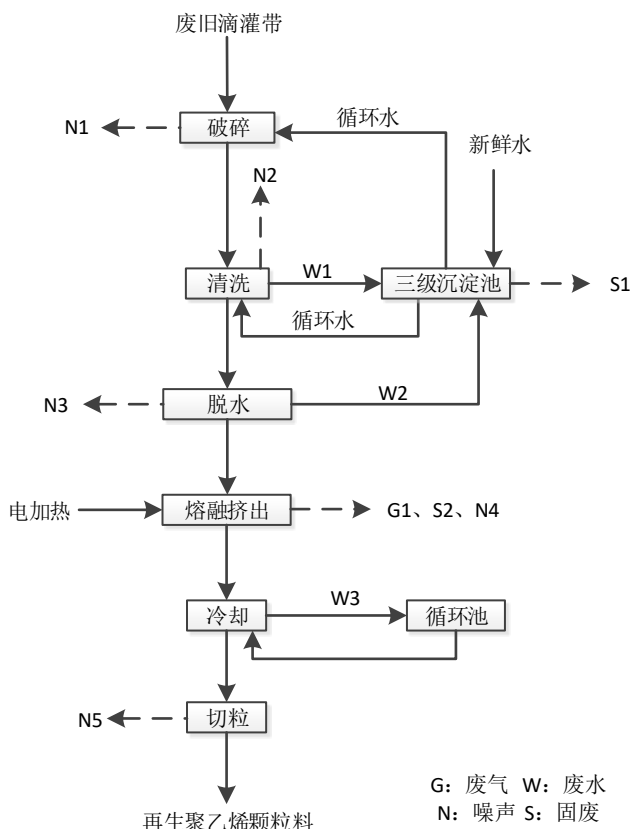 废旧滴灌带
N1
破碎
循环水
新鲜水
N2
清洗
W1
三级沉淀池
S1
循环水
N3
脱水
W2
电加热
熔融挤出
G1、S2、N4
冷却
W3
循环池
N5
切粒
G：废气 W：废水
N：噪声 S：固废
再生聚乙烯颗粒料